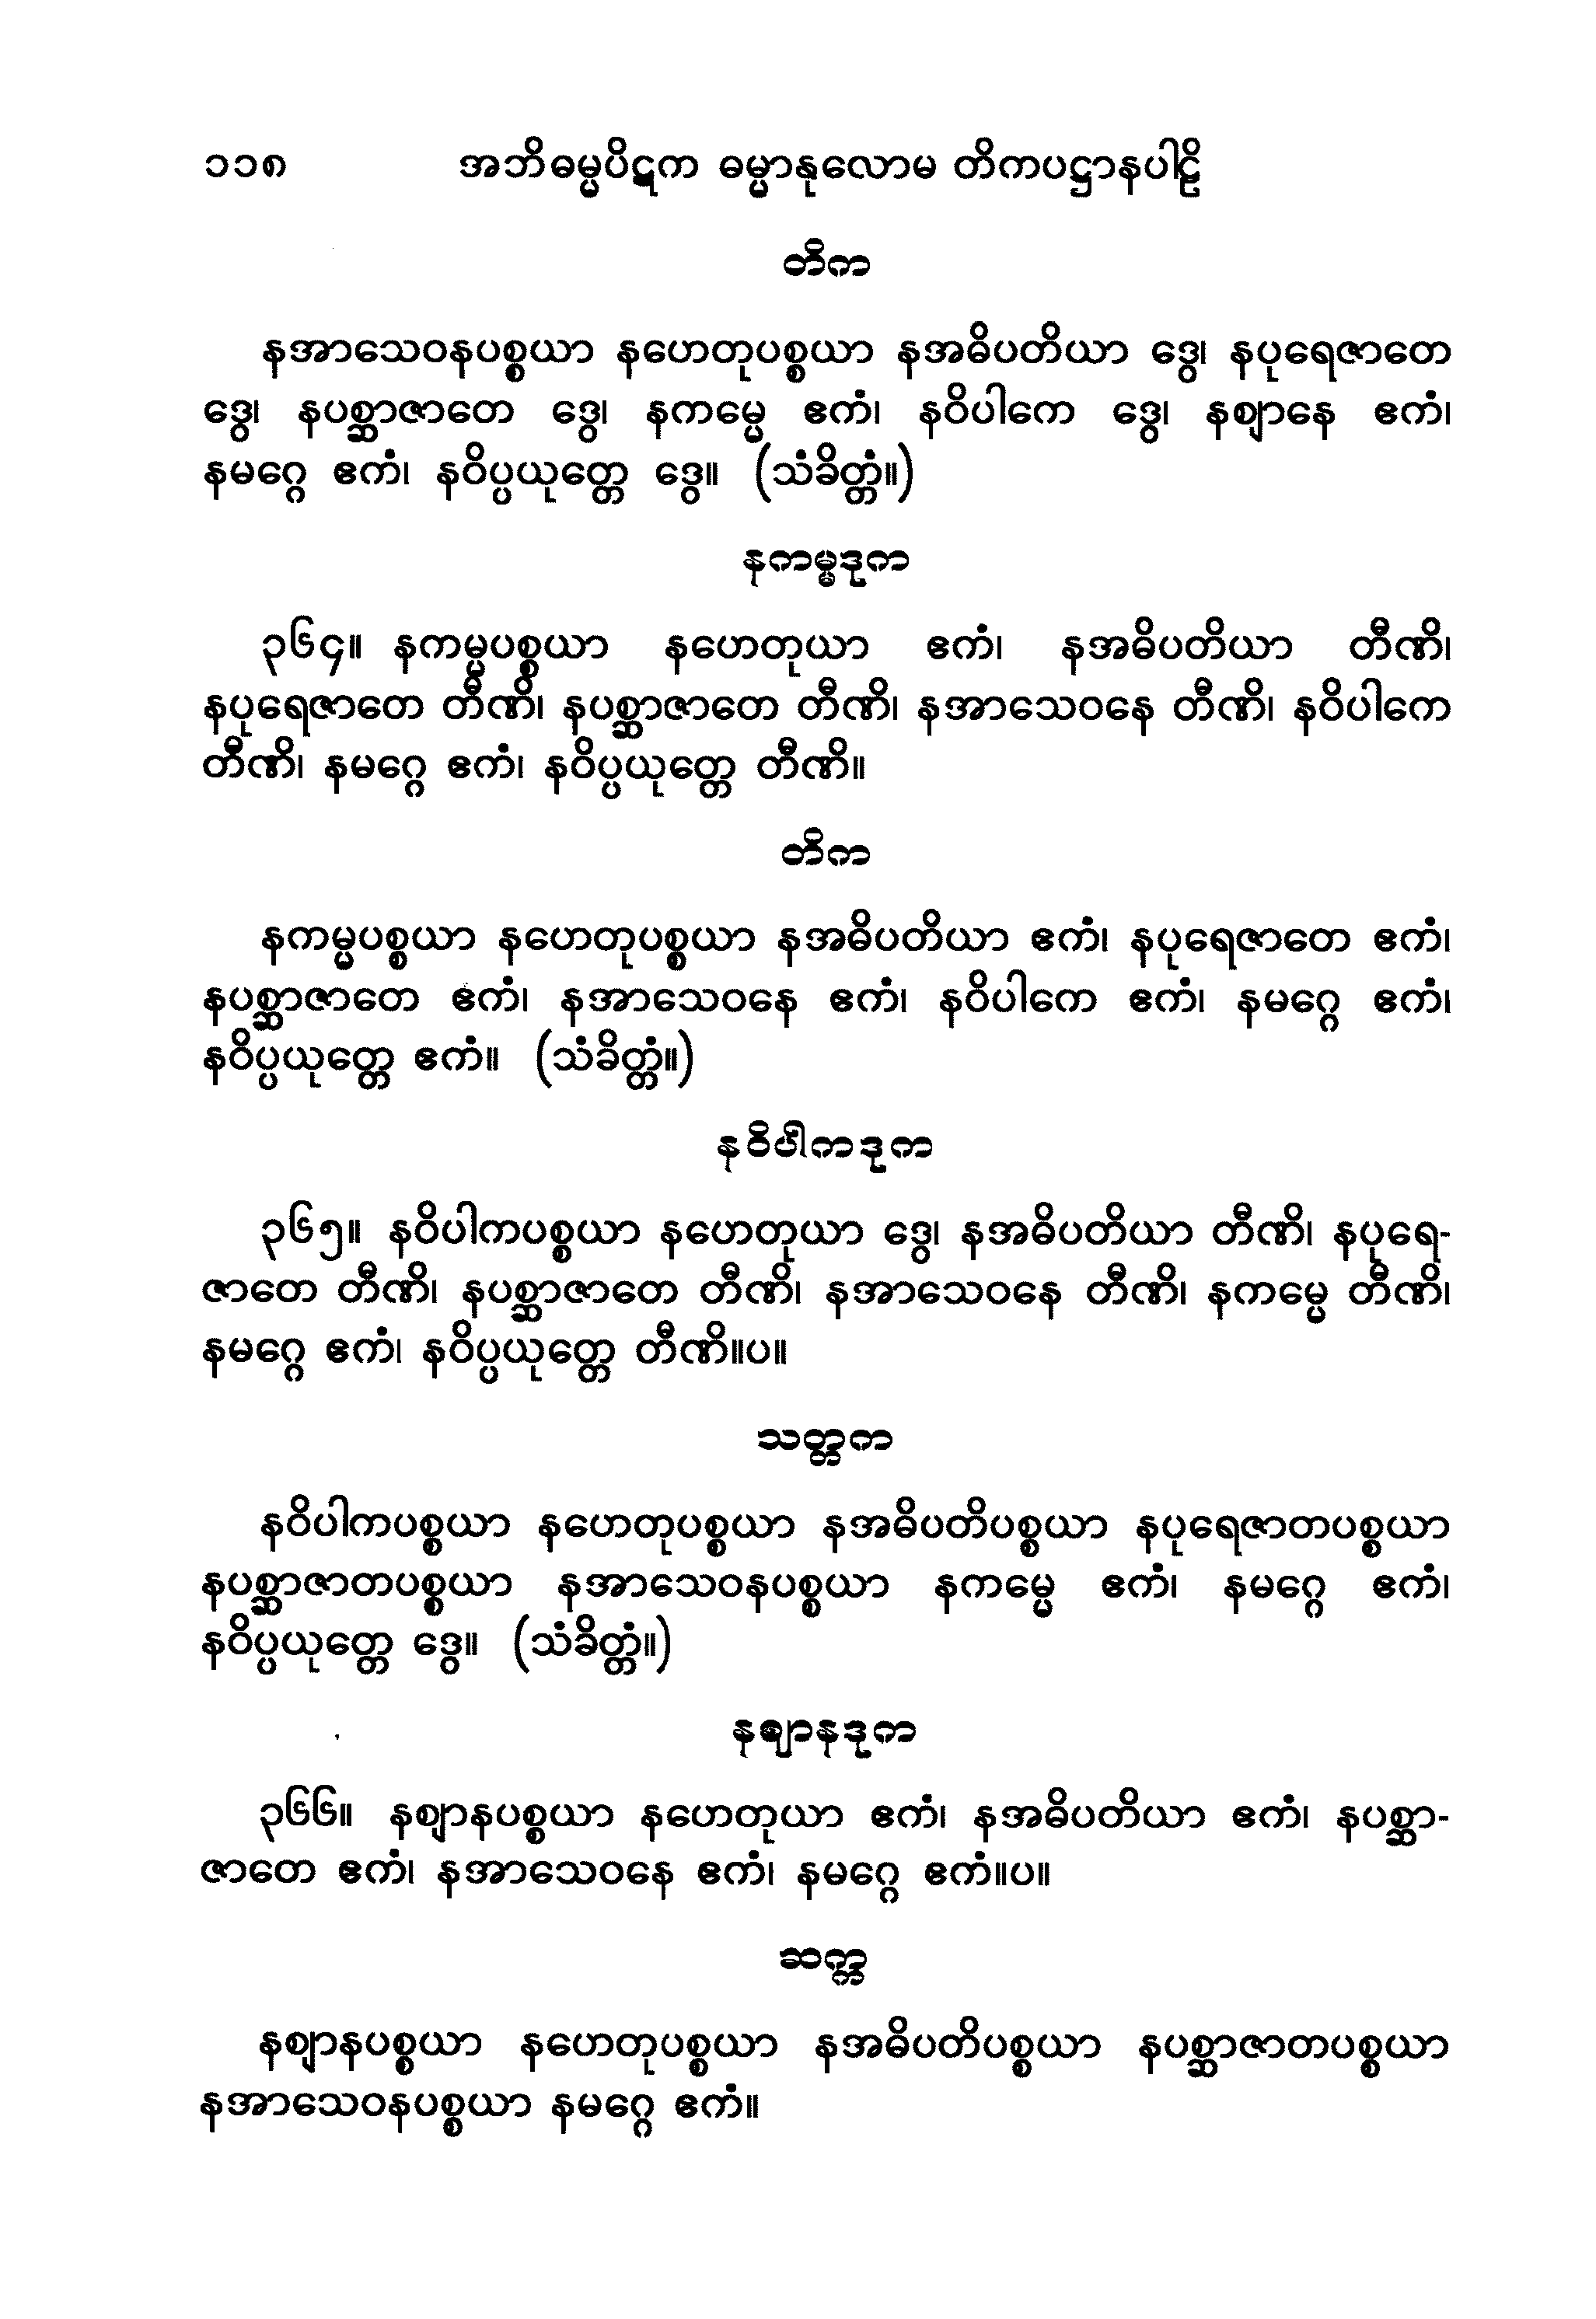 ၁၁၈ အဘိဓမ္မပိဋက ဓမ္မာနုလောမ တိကပဋ္ဌာနပါဠိ
တိက
နအာသေဝနပစ္စယာ နဟေတုပစ္စယာ နအဓိပတိယာ ဒွေ၊ နပုရေဇာတေ
ဒွေ၊ နပစ္ဆာဇာတေ ဒွေ၊ နကမ္မေ ဧကံ၊ နဝိပါကေ ဒွေ၊ နဈာနေ ဧကံ၊
နမဂ္ဂေ ဧကံ၊ နဝိပ္ပယုတ္တေ ဒွေ။ (သံခိတ္တံ။)
နကမ္မဒုက
၃၆၄။ နကမ္မပစ္စယာ နဟေတုယာ ဧကံ၊ နအဓိပတိယာ တီဏိ၊
နပုရေဇာတေ တီဏိ၊ နပစ္ဆာဇာတေ တီဏိ၊ နအာသေဝနေ တီဏိ၊ နဝိပါကေ
တီဏိ၊ နမဂ္ဂေ ဧကံ၊ နဝိပ္ပယုတ္တေ တီဏိ။
တိက
နကမ္မပစ္စယာ နဟေတုပစ္စယာ နအဓိပတိယာ ဧကံ၊ နပုရေဇာတေ ဧကံ၊
နပစ္ဆာဇာတေ ဧကံ၊ နအာသေဝနေ ဧကံ၊ နဝိပါကေ ဧကံ၊ နမဂ္ဂေ ဧကံ၊
နဝိပ္ပယုတ္တေ ဧကံ။ (သံခိတ္တံ။)
နဝိပါကဒုက
၃၆၅။ နဝိပါကပစ္စယာ နဟေတုယာ ဒွေ၊ နအဓိပတိယာ တီဏိ၊ နပုရေ-
ဇာတေ တီဏိ၊ နပစ္ဆာဇာတေ တီဏိ၊ နအာသေဝနေ တီဏိ၊ နကမ္မေ တီဏိ၊
နမဂ္ဂေ ဧကံ၊ နဝိပ္ပယုတ္တေ တီဏိ။ပ။
သတ္တက
နဝိပါကပစ္စယာ နဟေတုပစ္စယာ နအဓိပတိပစ္စယာ နပုရေဇာတပစ္စယာ
နပစ္ဆာဇာတပစ္စယာ နအာသေဝနပစ္စယာ နကမ္မေ ဧကံ၊ နမဂ္ဂေ ဧကံ၊
နဝိပ္ပယုတ္တေ ဒွေ။ (သံခိတ္တံ။)
နဈာနဒုက
၃၆၆။ နဈာနပစ္စယာ နဟေတုယာ ဧကံ၊ နအဓိပတိယာ ဧကံ၊ နပစ္ဆာ-
ဇာတေ ဧကံ၊ နအာသေဝနေ ဧကံ၊ နမဂ္ဂေ ဧကံ။ပ။
ဆက္က
နဈာနပစ္စယာ နဟေတုပစ္စယာ နအဓိပတိပစ္စယာ နပစ္ဆာဇာတပစ္စယာ
နအာသေဝနပစ္စယာ နမဂ္ဂေ ဧကံ။